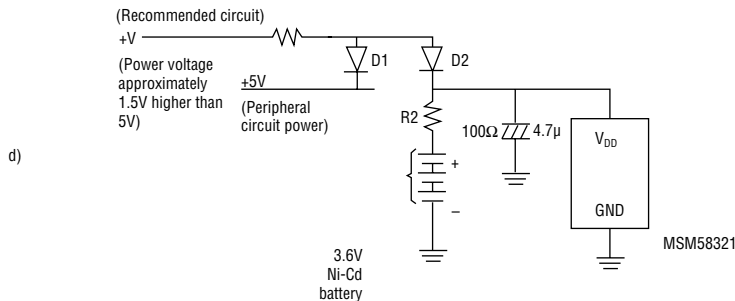 (Recommended circuit)
+V
(Power voltage
approximately
1.5V higher than
5V)
D1
D2
+5V
(Peripheral
circuit power)
R2
100Ω
4.7μ
V_DD
GND
MSM58321
+
–
3.6V
Ni-Cd
battery
d)